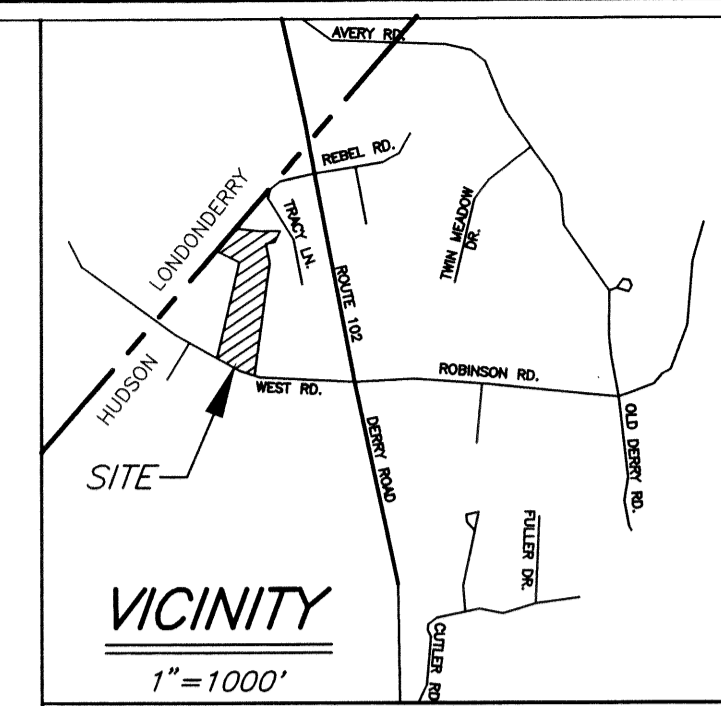 AVERY RD.
REBEL RD.
LONDONDERRY
TRACY LN.
TWIN MEADOW
DR.
ROUTE 102
HUDSON
WEST RD.
ROBINSON RD.
DERRY ROAD
OLD DERRY RD.
SITE
FULLER DR.
CUTLER RD
VICINITY
1"=1000'